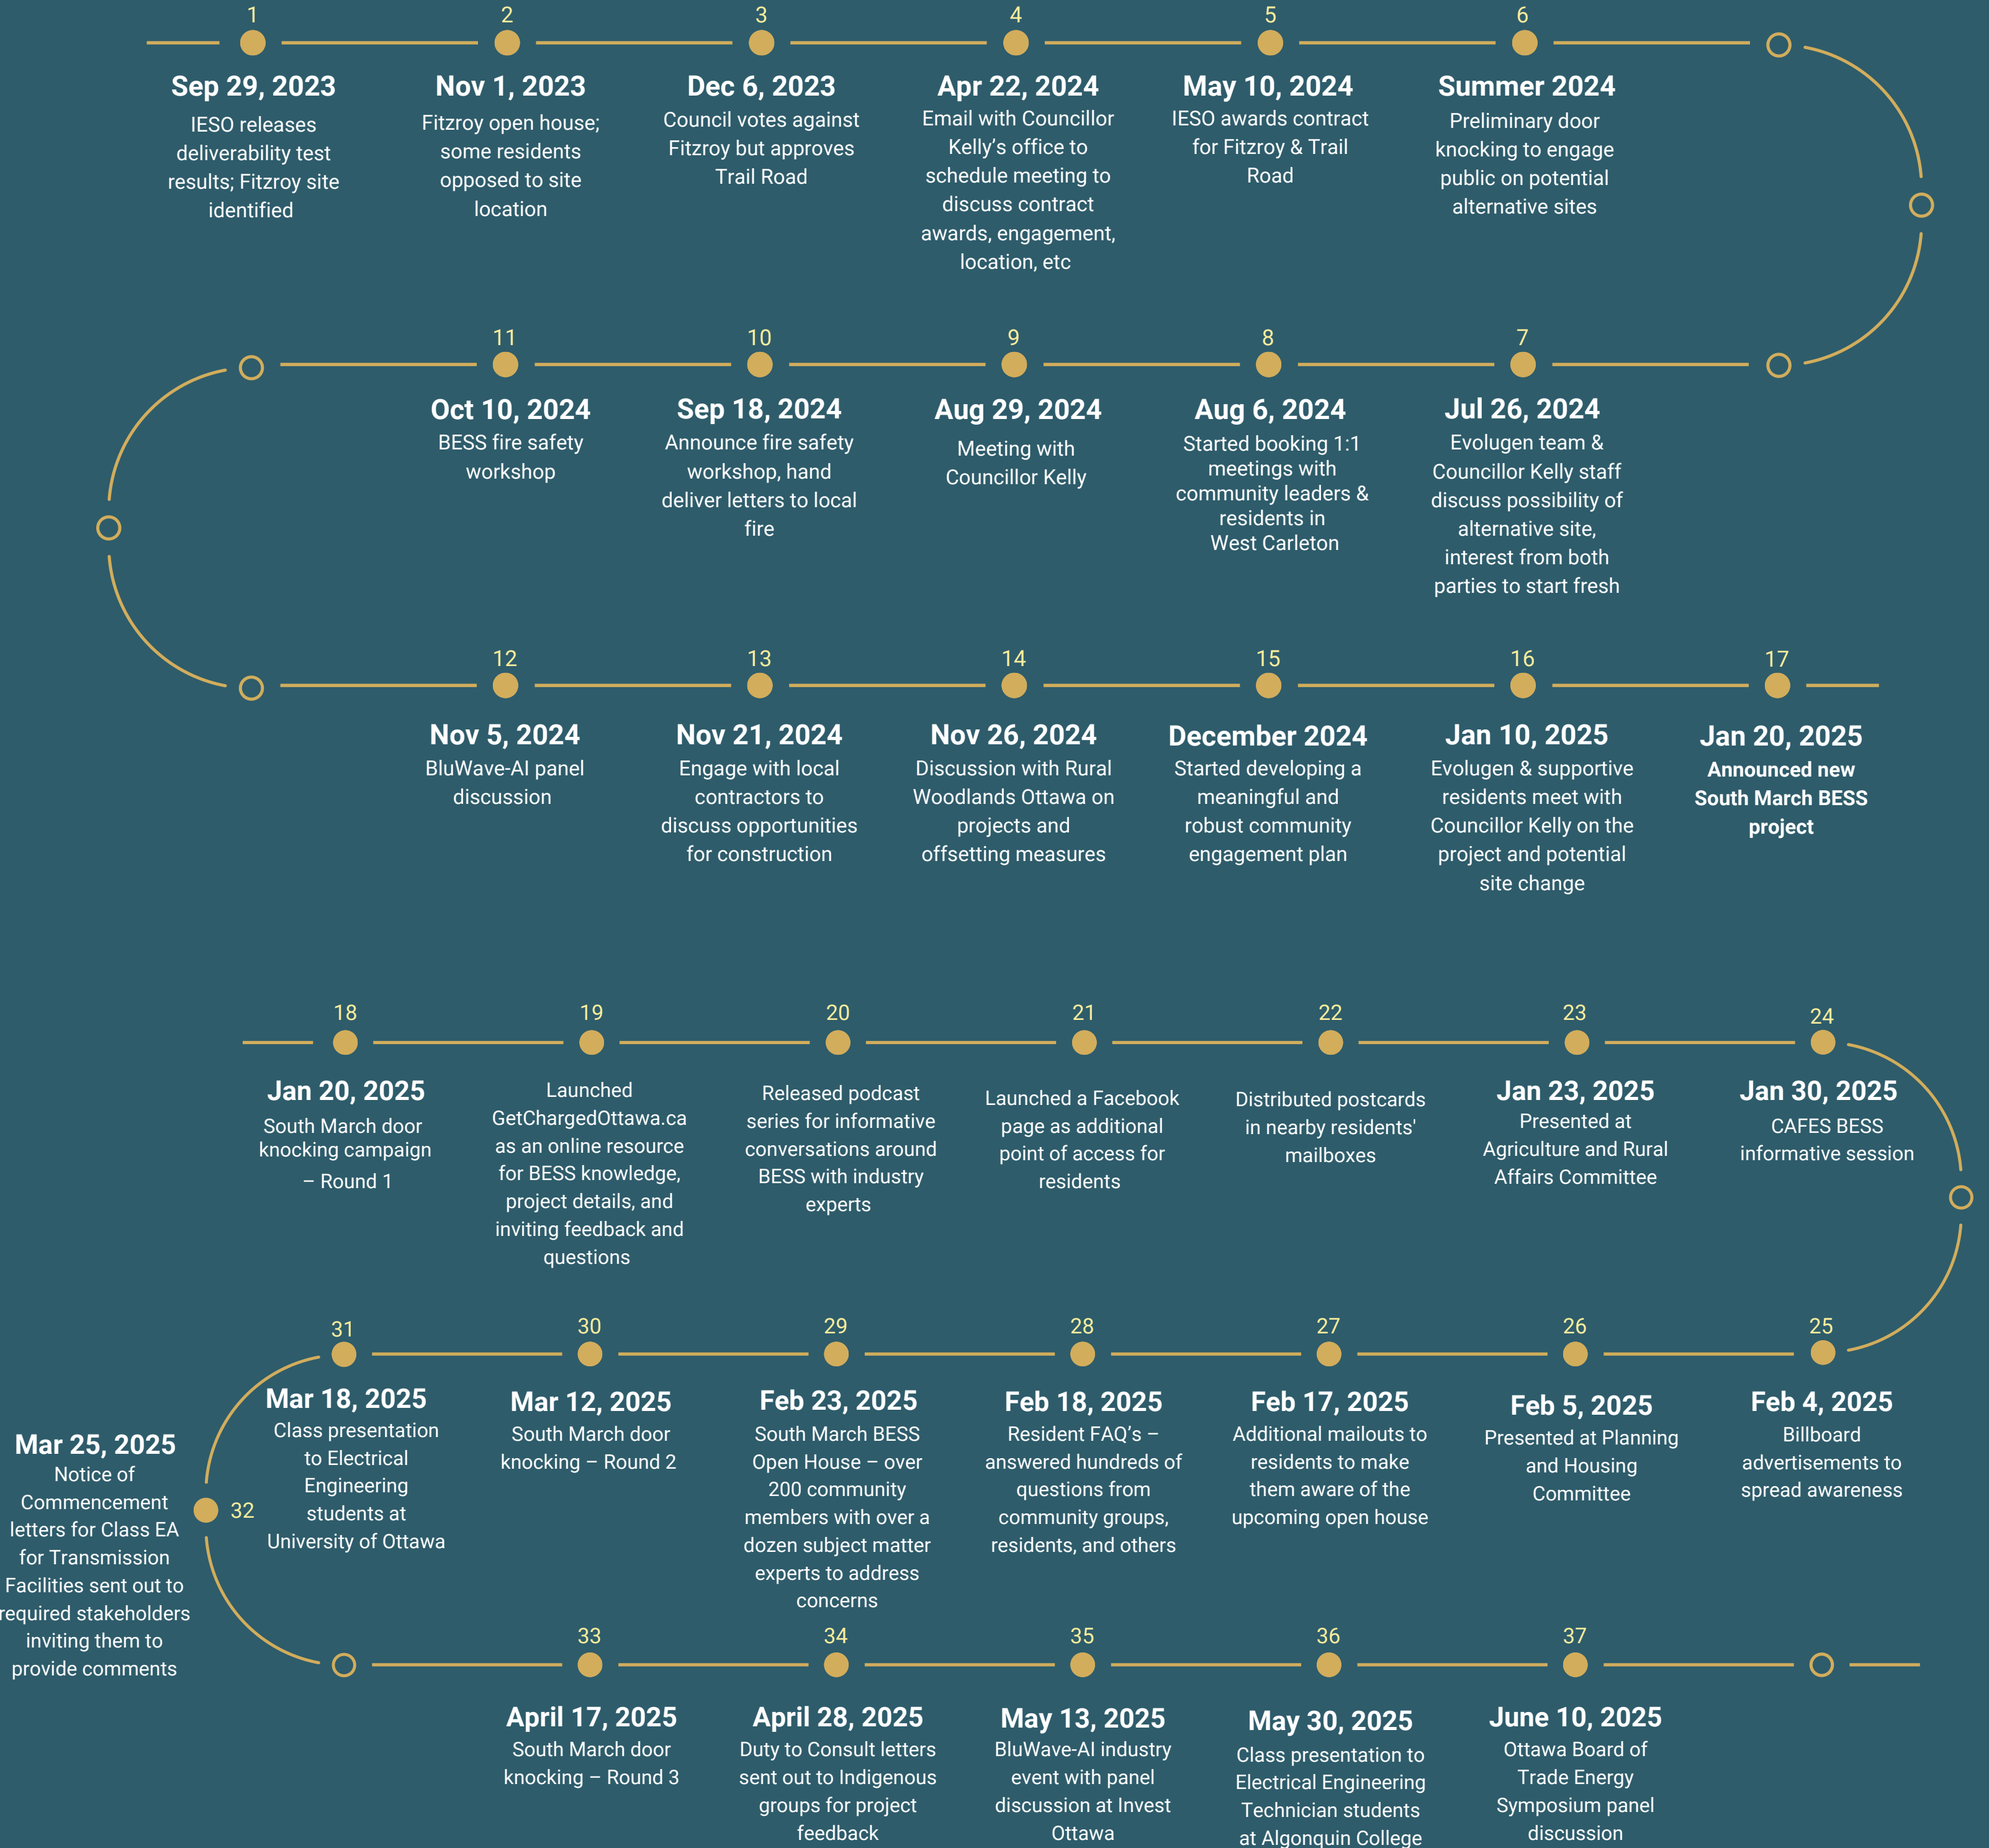 1
Sep 29, 2023
IESO releases
deliverability test
results; Fitzroy site
identified
2
Nov 1, 2023
Fitzroy open house;
some residents
opposed to site
location
3
Dec 6, 2023
Council votes against
Fitzroy but approves
Trail Road
4
Apr 22, 2024
Email with Councillor
Kelly’s office to
schedule meeting to
discuss contract
awards, engagement,
location, etc
5
May 10, 2024
IESO awards contract
for Fitzroy & Trail
Road
6
Summer 2024
Preliminary door
knocking to engage
public on potential
alternative sites
7
Jul 26, 2024
Evolugen team &
Councillor Kelly staff
discuss possibility of
alternative site,
interest from both
parties to start fresh
8
Aug 6, 2024
Started booking 1:1
meetings with
community leaders &
residents in
West Carleton
9
Aug 29, 2024
Meeting with
Councillor Kelly
10
Sep 18, 2024
Announce fire safety
workshop, hand
deliver letters to local
fire
11
Oct 10, 2024
BESS fire safety
workshop
12
Nov 5, 2024
BluWave-AI panel
discussion
13
Nov 21, 2024
Engage with local
contractors to
discuss opportunities
for construction
14
Nov 26, 2024
Discussion with Rural
Woodlands Ottawa on
projects and
offsetting measures
15
December 2024
Started developing a
meaningful and
robust community
engagement plan
16
Jan 10, 2025
Evolugen & supportive
residents meet with
Councillor Kelly on the
project and potential
site change
17
Jan 20, 2025
Announced new
South March BESS
project
18
Jan 20, 2025
South March door
knocking campaign
– Round 1
19
Launched
GetChargedOttawa.ca
as an online resource
for BESS knowledge,
project details, and
inviting feedback and
questions
20
Released podcast
series for informative
conversations around
BESS with industry
experts
21
Launched a Facebook
page as additional
point of access for
residents
22
Distributed postcards
in nearby residents'
mailboxes
23
Jan 23, 2025
Presented at
Agriculture and Rural
Affairs Committee
24
Jan 30, 2025
CAFES BESS
informative session
25
Feb 4, 2025
Billboard
advertisements to
spread awareness
26
Feb 5, 2025
Presented at Planning
and Housing
Committee
27
Feb 17, 2025
Additional mailouts to
residents to make
them aware of the
upcoming open house
28
Feb 18, 2025
Resident FAQ’s –
answered hundreds of
questions from
community groups,
residents, and others
29
Feb 23, 2025
South March BESS
Open House – over
200 community
members with over a
dozen subject matter
experts to address
concerns
30
Mar 12, 2025
South March door
knocking – Round 2
31
Mar 18, 2025
Class presentation
to Electrical
Engineering
students at
University of Ottawa
32
Mar 25, 2025
Notice of
Commencement
letters for Class EA
for Transmission
Facilities sent out to
required stakeholders
inviting them to
provide comments
33
April 17, 2025
South March door
knocking – Round 3
34
April 28, 2025
Duty to Consult letters
sent out to Indigenous
groups for project
feedback
35
May 13, 2025
BluWave-AI industry
event with panel
discussion at Invest
Ottawa
36
May 30, 2025
Class presentation to
Electrical Engineering
Technician students
at Algonquin College
37
June 10, 2025
Ottawa Board of
Trade Energy
Symposium panel
discussion